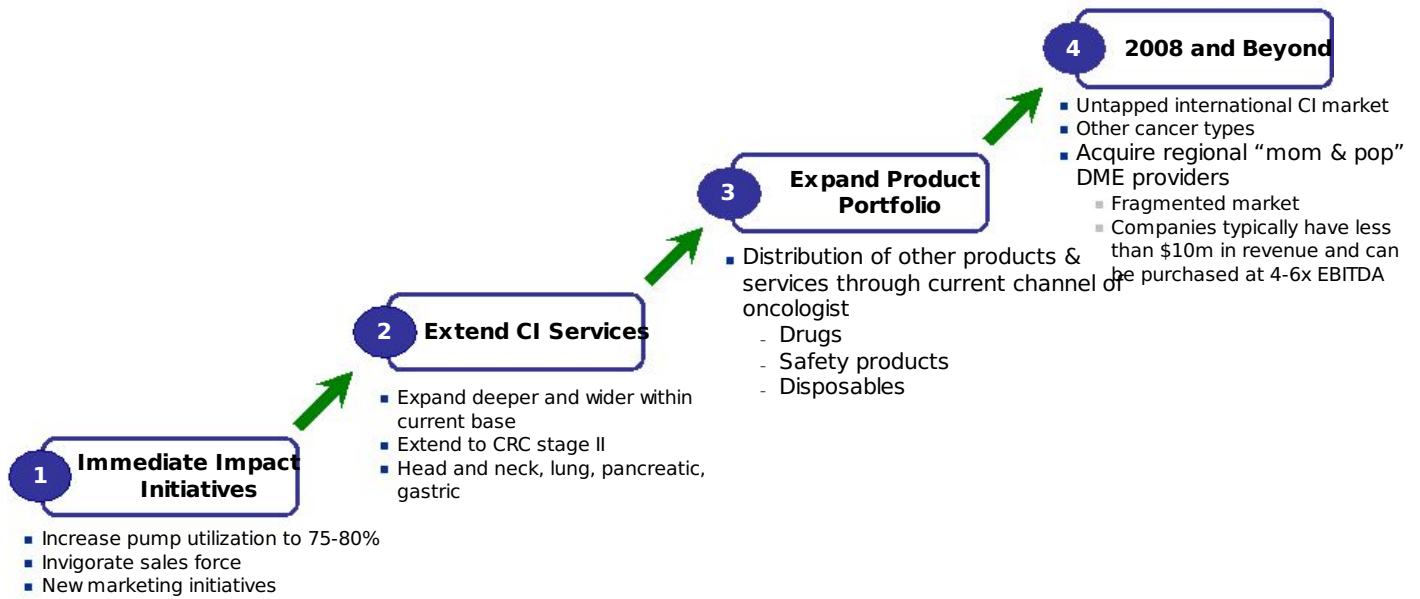 1
Immediate Impact
Initiatives
Increase pump utilization to 75-80%
Invigorate sales force
New marketing initiatives
2
Extend CI Services
Expand deeper and wider within
current base
Extend to CRC stage II
Head and neck, lung, pancreatic,
gastric
3
Expand Product
Portfolio
Distribution of other products &
services through current channel of
oncologist
- Drugs
- Safety products
- Disposables
4
2008 and Beyond
Untapped international CI market
Other cancer types
Acquire regional “mom & pop”
DME providers
Fragmented market
Companies typically have less
than $10m in revenue and can
be purchased at 4-6x EBITDA